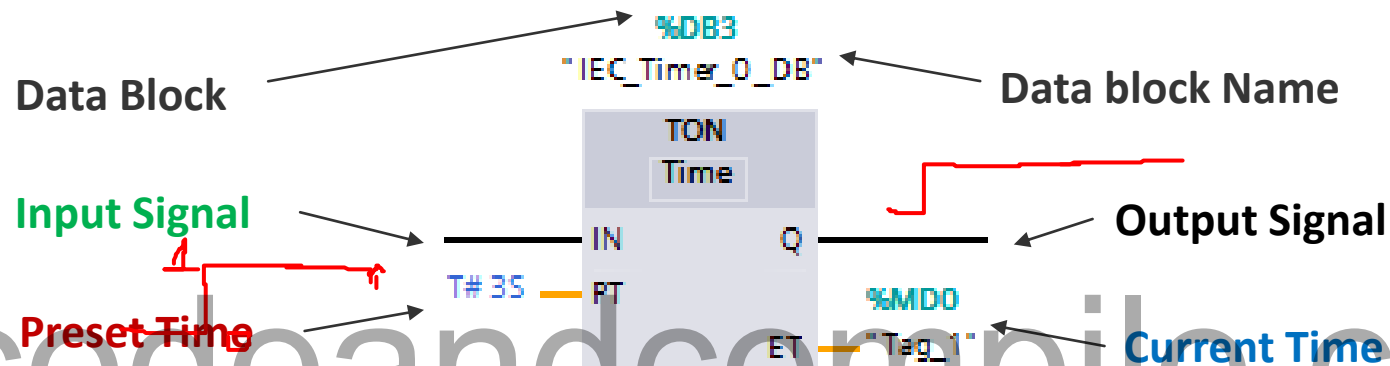 %DB3
"IEC_Timer_0_DB"
Data Block
Data block Name
TON
Time
Input Signal
Output Signal
IN
Q
T# 3S
PT
%MD0
Preset Time
ET
"Tag_1"
Current Time
codeandcompile